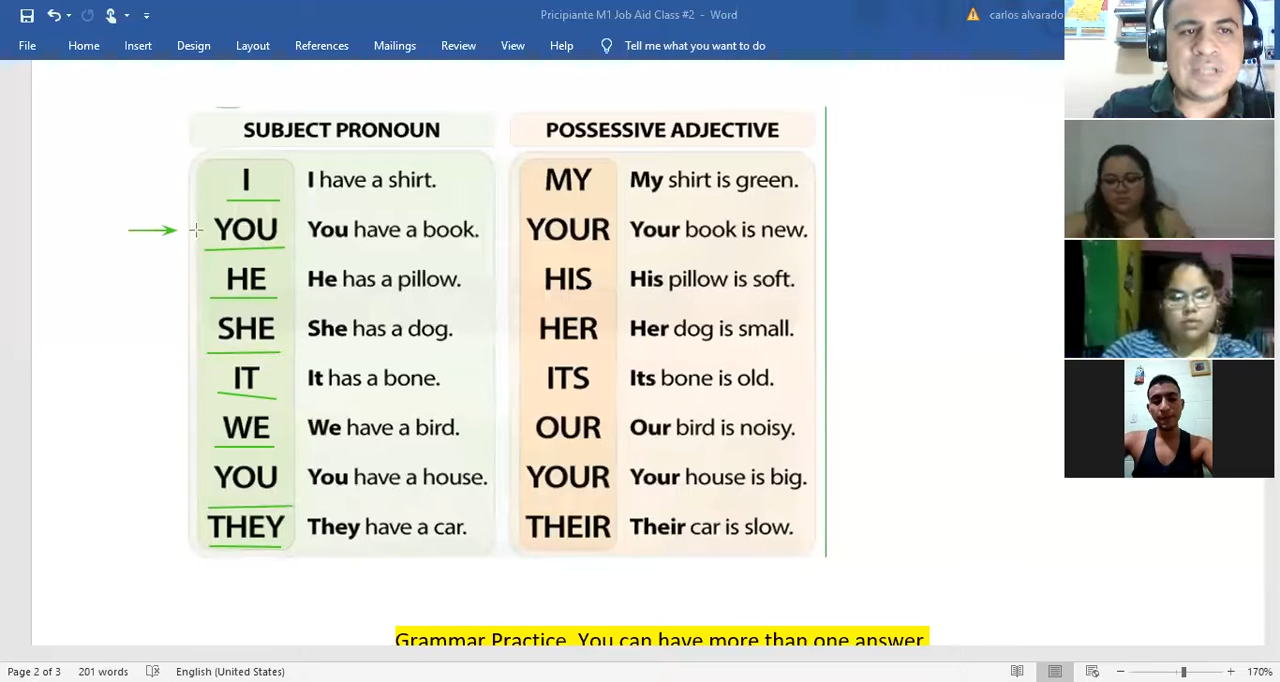 Pricipiante M1 Job Aid Class #2 - Word
carlos alvarado
File Home Insert Design Layout References Mailings Review View Help Tell me what you want to do
SUBJECT PRONOUN POSSESSIVE ADJECTIVE
I I have a shirt. MY My shirt is green.
YOU You have a book. YOUR Your book is new.
HE He has a pillow. HIS His pillow is soft.
SHE She has a dog. HER Her dog is small.
IT It has a bone. ITS Its bone is old.
WE We have a bird. OUR Our bird is noisy.
YOU You have a house. YOUR Your house is big.
THEY They have a car. THEIR Their car is slow.
Grammar Practice. You can have more than one answer
Page 2 of 3 201 words English (United States) 170%